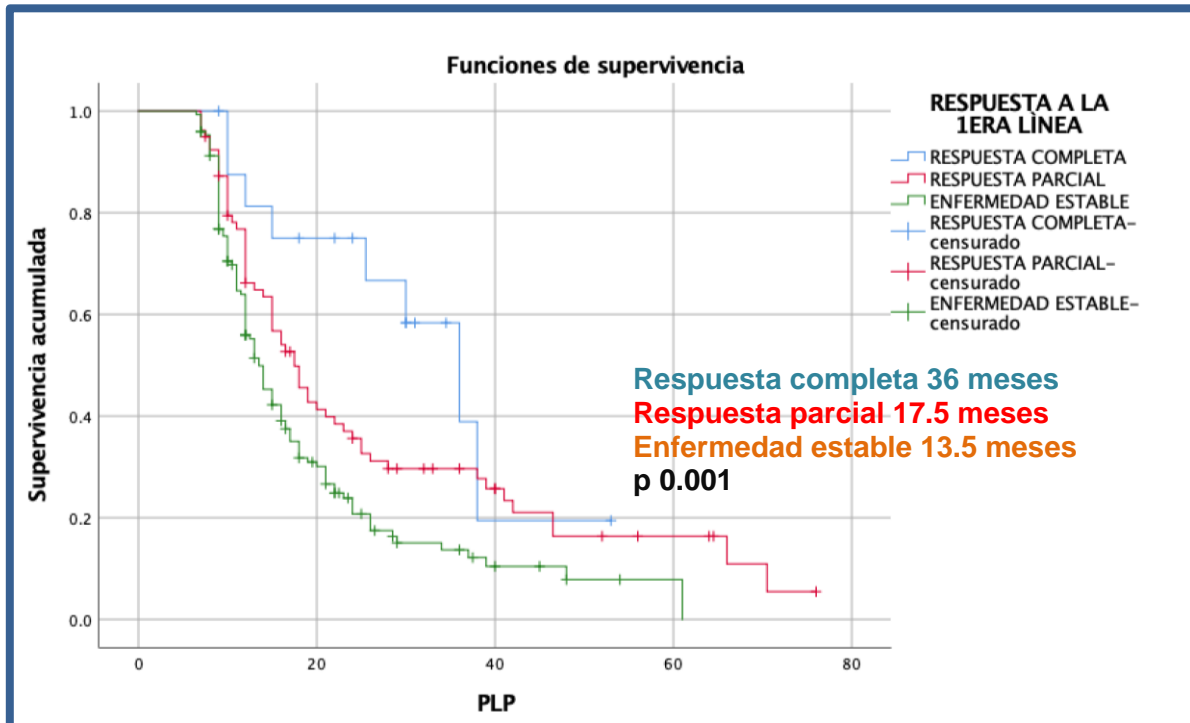 Funciones de supervivencia
RESPUESTA A LA
1ERA LÌNEA
RESPUESTA COMPLETA
RESPUESTA PARCIAL
ENFERMEDAD ESTABLE
RESPUESTA COMPLETA-
censurado
RESPUESTA PARCIAL-
censurado
ENFERMEDAD ESTABLE-
censurado
Supervivencia acumulada
1.0
0.8
0.6
0.4
0.2
0.0
Respuesta completa 36 meses
Respuesta parcial 17.5 meses
Enfermedad estable 13.5 meses
p 0.001
0 20 40 60 80
PLP